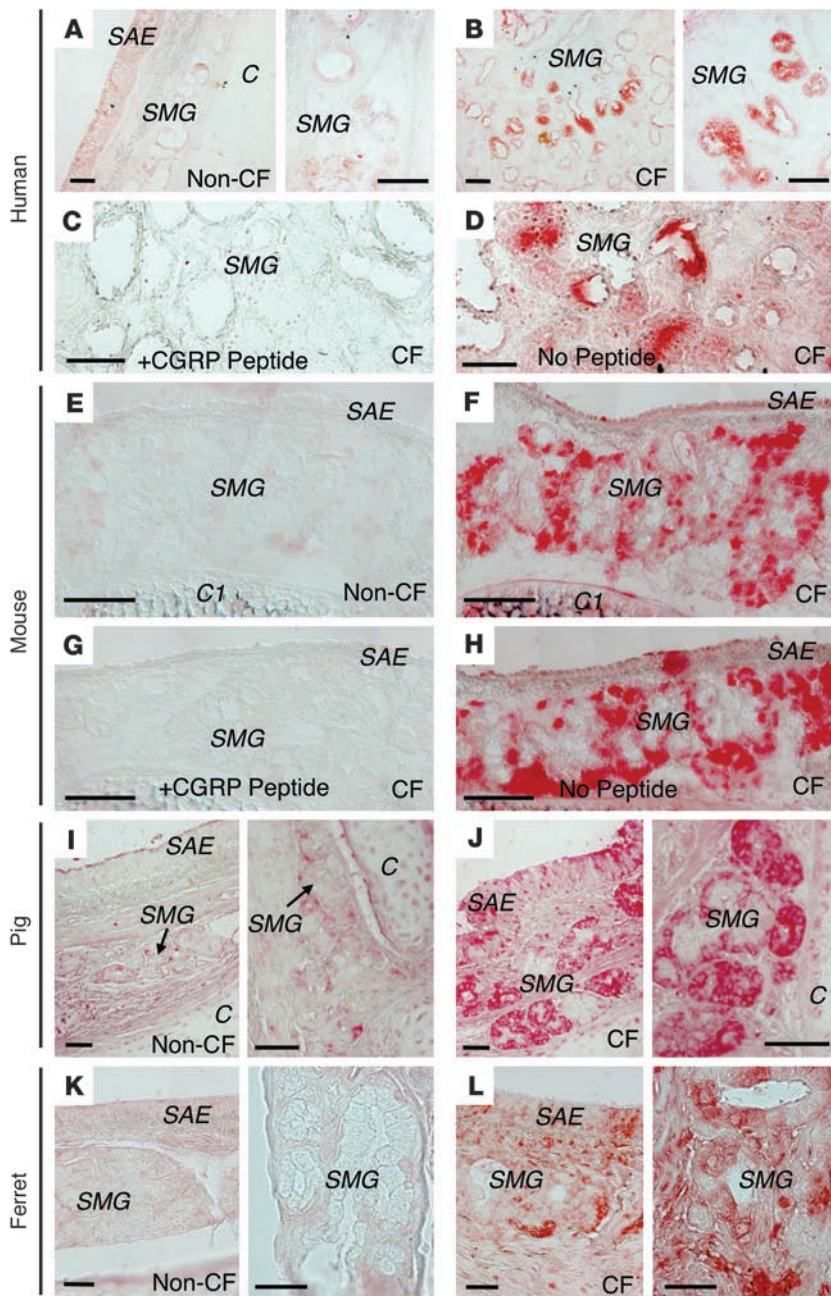 Human
A
SAE
C
SMG
Non-CF
SMG
B
SMG
CF
SMG
C
SMG
+CGRP Peptide
CF
D
SMG
No Peptide
CF
Mouse
E
SAE
SMG
C1
Non-CF
F
SAE
SMG
C1
CF
G
SAE
SMG
+CGRP Peptide
CF
H
SAE
SMG
No Peptide
CF
Pig
I
SAE
SMG
C
Non-CF
C
SMG
J
SAE
SMG
CF
SMG
C
Ferret
K
SAE
SMG
Non-CF
SMG
L
SAE
SMG
CF
SMG